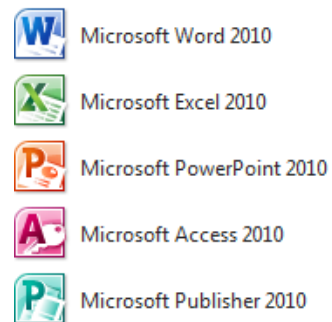 W Microsoft Word 2010
X Microsoft Excel 2010
P Microsoft PowerPoint 2010
A Microsoft Access 2010
P Microsoft Publisher 2010